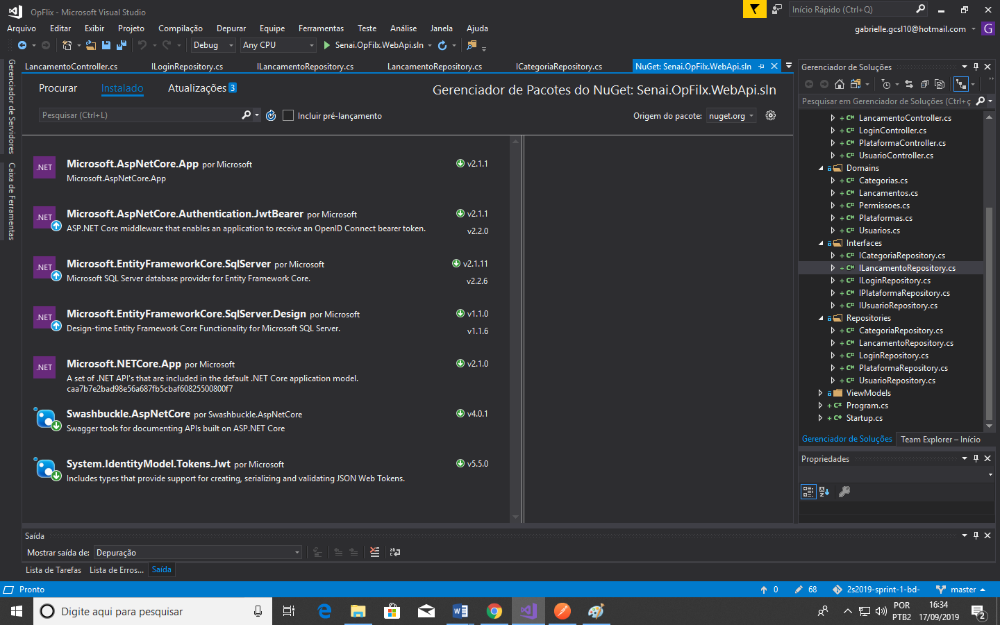 OpFlix - Microsoft Visual Studio
Início Rápido (Ctrl+Q)
Arquivo Editar Exibir Projeto Compilação Depurar Equipe Ferramentas Teste Análise Janela Ajuda
gabrielle.gcsl10@hotmail.com G
Debug Any CPU Senai.OpFilx.WebApi.sln
Gerenciador de Servidores
Caixa de Ferramentas
LancamentoController.cs ILoginRepository.cs ILancamentoRepository.cs LancamentoRepository.cs ICategoriaRepository.cs NuGet: Senai.OpFilx.WebApi.sln
Procurar Instalado Atualizações 3
Gerenciador de Pacotes do NuGet: Senai.OpFilx.WebApi.sln
Pesquisar (Ctrl+L) Incluir pré-lançamento
Origem do pacote: nuget.org
.NET
Microsoft.AspNetCore.App por Microsoft v2.1.1
Microsoft.AspNetCore.App
.NET
Microsoft.AspNetCore.Authentication.JwtBearer por Microsoft v2.1.1
ASP.NET Core middleware that enables an application to receive an OpenID Connect bearer token. v2.2.0
.NET
Microsoft.EntityFrameworkCore.SqlServer por Microsoft v2.1.11
Microsoft SQL Server database provider for Entity Framework Core. v2.2.6
.NET
Microsoft.EntityFrameworkCore.SqlServer.Design por Microsoft v1.1.0
Design-time Entity Framework Core Functionality for Microsoft SQL Server. v1.1.6
.NET
Microsoft.NETCore.App por Microsoft v2.1.0
A set of .NET API's that are included in the default .NET Core application model.
caa7b7e2bad98e56a687fb5cbaf60825500800f7
Swashbuckle.AspNetCore por Swashbuckle.AspNetCore v4.0.1
Swagger tools for documenting APIs built on ASP.NET Core
System.IdentityModel.Tokens.Jwt por Microsoft v5.5.0
Includes types that provide support for creating, serializing and validating JSON Web Tokens.
Gerenciador de Soluções
Pesquisar em Gerenciador de Soluções (Ctrl+ç
C# LancamentoController.cs
C# LoginController.cs
C# PlataformaController.cs
C# UsuarioController.cs
Domains
C# Categorias.cs
C# Lancamentos.cs
C# Permissoes.cs
C# Plataformas.cs
C# Usuarios.cs
Interfaces
C# ICategoriaRepository.cs
C# ILancamentoRepository.cs
C# ILoginRepository.cs
C# IPlataformaRepository.cs
C# IUsuarioRepository.cs
Repositories
C# CategoriaRepository.cs
C# LancamentoRepository.cs
C# LoginRepository.cs
C# PlataformaRepository.cs
C# UsuarioRepository.cs
ViewModels
C# Program.cs
C# Startup.cs
Gerenciador de Soluções Team Explorer – Início
Propriedades
Saída
Mostrar saída de: Depuração
Lista de Tarefas Lista de Erros... Saída
Pronto 0 68 2s2019-sprint-1-bd- master
Digite aqui para pesquisar
POR
PTB2
16:34
17/09/2019
2